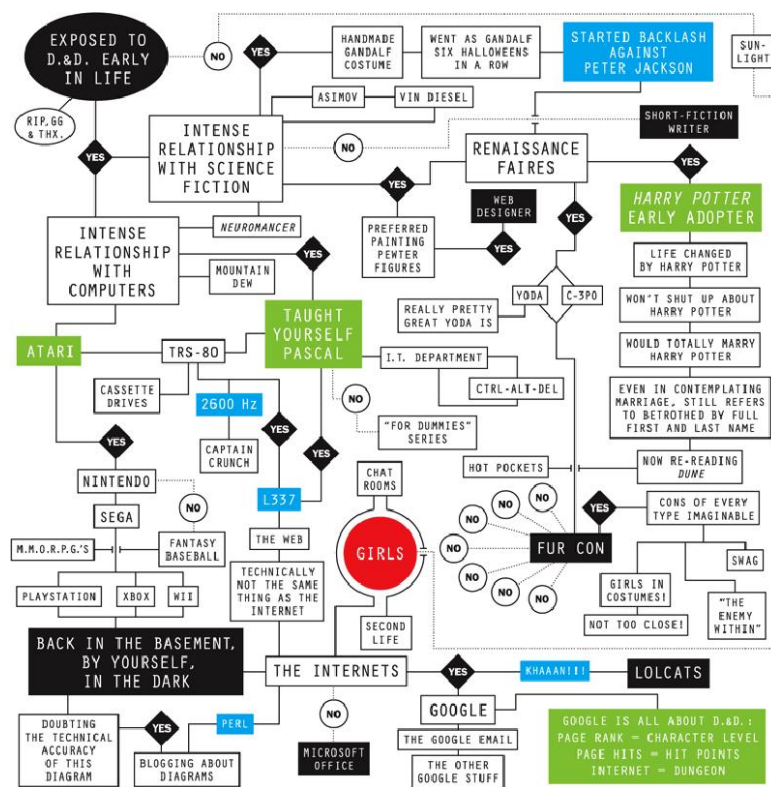 EXPOSED TO
D.&D. EARLY
IN LIFE
NO
YES
HANDMADE
GANDALF
COSTUME
WENT AS GANDALF
SIX HALLOWEENS
IN A ROW
STARTED BACKLASH
AGAINST
PETER JACKSON
SUN-
LIGHT
RIP, GG
& THX.
ASIMOV
VIN DIESEL
SHORT-FICTION
WRITER
YES
INTENSE
RELATIONSHIP
WITH SCIENCE
FICTION
NO
RENAISSANCE
FAIRES
YES
YES
WEB
DESIGNER
YES
HARRY POTTER
EARLY ADOPTER
NEUROMANCER
PREFERRED
PAINTING
PEWTER
FIGURES
YES
INTENSE
RELATIONSHIP
WITH
COMPUTERS
YES
MOUNTAIN
DEW
LIFE CHANGED
BY HARRY POTTER
YODA
C-3PO
REALLY PRETTY
GREAT YODA IS
WON'T SHUT UP ABOUT
HARRY POTTER
ATARI
TRS-80
TAUGHT
YOURSELF
PASCAL
I.T. DEPARTMENT
CTRL-ALT-DEL
WOULD TOTALLY MARRY
HARRY POTTER
CASSETTE
DRIVES
2600 Hz
NO
EVEN IN CONTEMPLATING
MARRIAGE, STILL REFERS
TO BETROTHED BY FULL
FIRST AND LAST NAME
YES
CAPTAIN
CRUNCH
YES
YES
"FOR DUMMIES"
SERIES
HOT POCKETS
NOW RE-READING
DUNE
NINTENDO
NO
L337
CHAT
ROOMS
NO
NO
NO
NO
NO
NO
NO
NO
FUR CON
YES
CONS OF EVERY
TYPE IMAGINABLE
SEGA
M.M.O.R.P.G.'S
FANTASY
BASEBALL
THE WEB
GIRLS
SWAG
PLAYSTATION
XBOX
WII
TECHNICALLY
NOT THE SAME
THING AS THE
INTERNET
GIRLS IN
COSTUMES!
NOT TOO CLOSE!
"THE
ENEMY
WITHIN"
SECOND
LIFE
BACK IN THE BASEMENT,
BY YOURSELF,
IN THE DARK
THE INTERNETS
YES
KHAAAN!!!
LOLCATS
DOUBTING
THE TECHNICAL
ACCURACY
OF THIS
DIAGRAM
YES
PERL
BLOGGING ABOUT
DIAGRAMS
NO
MICROSOFT
OFFICE
GOOGLE
THE GOOGLE EMAIL
THE OTHER
GOOGLE STUFF
GOOGLE IS ALL ABOUT D.&D.:
PAGE RANK = CHARACTER LEVEL
PAGE HITS = HIT POINTS
INTERNET = DUNGEON